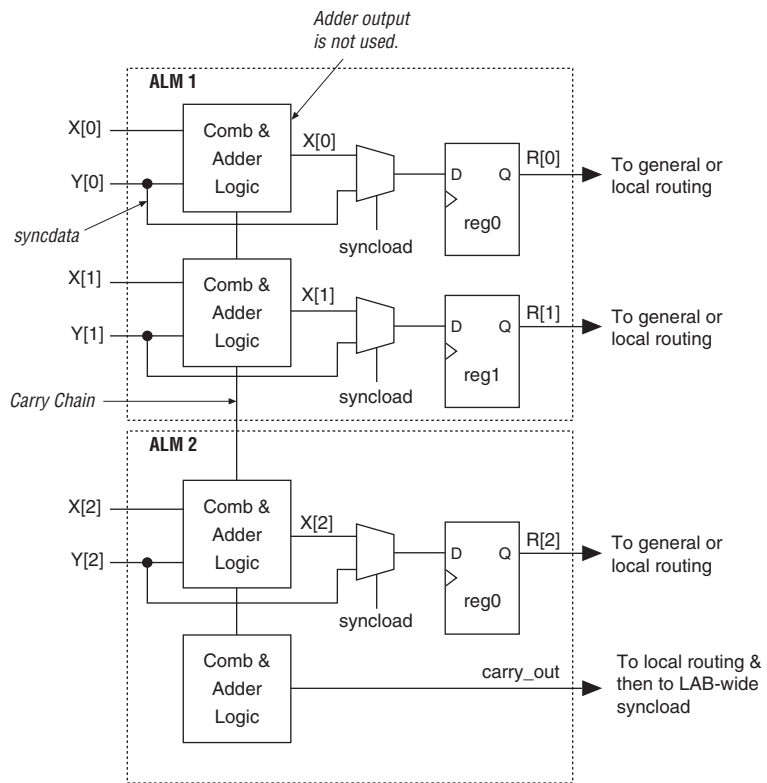 Adder output
is not used.
ALM 1
X[0]
Y[0]
syncdata
Comb &
Adder
Logic
X[0]
syncload
D
Q
reg0
R[0]
To general or
local routing
X[1]
Y[1]
Comb &
Adder
Logic
X[1]
syncload
D
Q
reg1
R[1]
To general or
local routing
Carry Chain
ALM 2
X[2]
Y[2]
Comb &
Adder
Logic
X[2]
syncload
D
Q
reg0
R[2]
To general or
local routing
Comb &
Adder
Logic
carry_out
To local routing &
then to LAB-wide
syncload